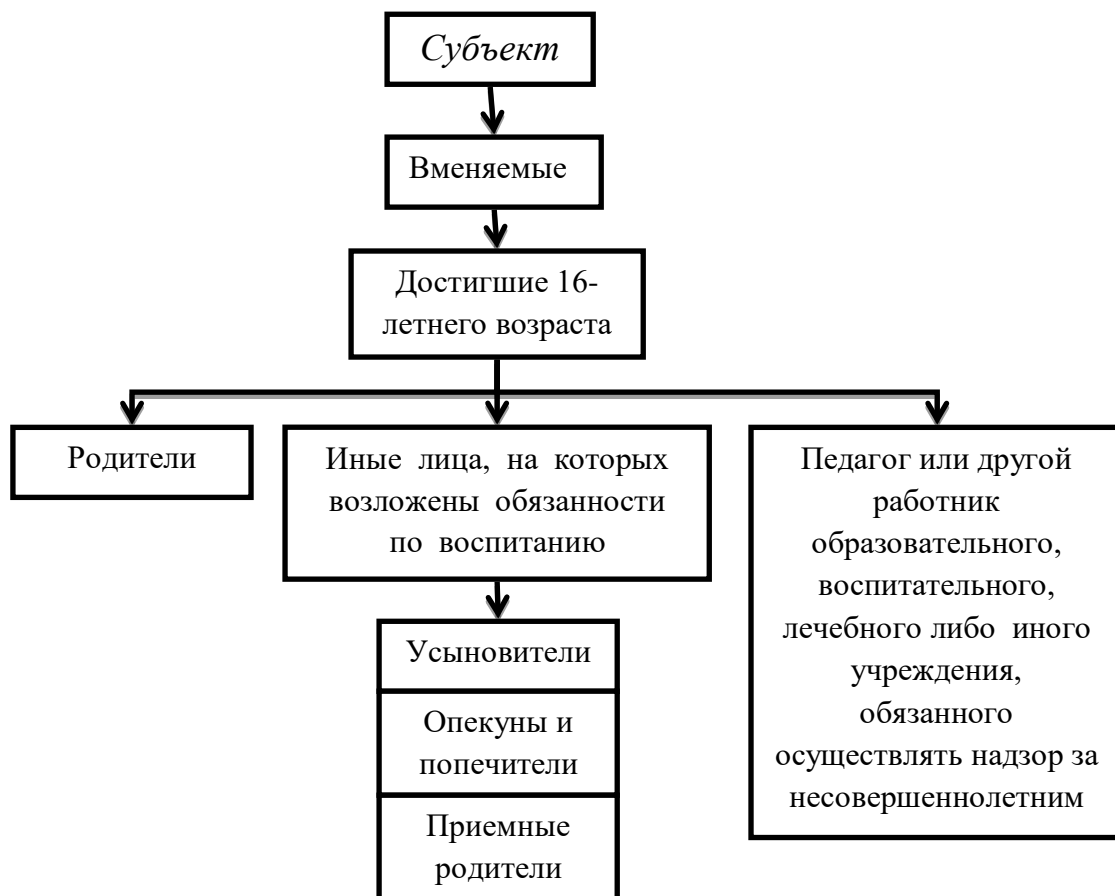 Субъект
Вменяемые
Достигшие 16-
летнего возраста
Родители
Иные лица, на которых
возложены обязанности
по воспитанию
Усыновители
Опекуны и
попечители
Приемные
родители
Педагог или другой
работник
образовательного,
воспитательного,
лечебного либо иного
учреждения,
обязанного
осуществлять надзор за
несовершеннолетним